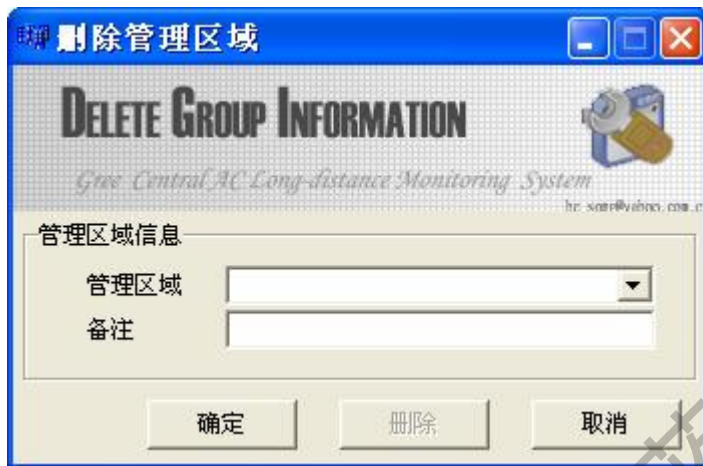 删除管理区域
DELETE GROUP INFORMATION
Gree Central AC Long-distance Monitoring System
管理区域信息
管理区域
备注
确定 删除 取消